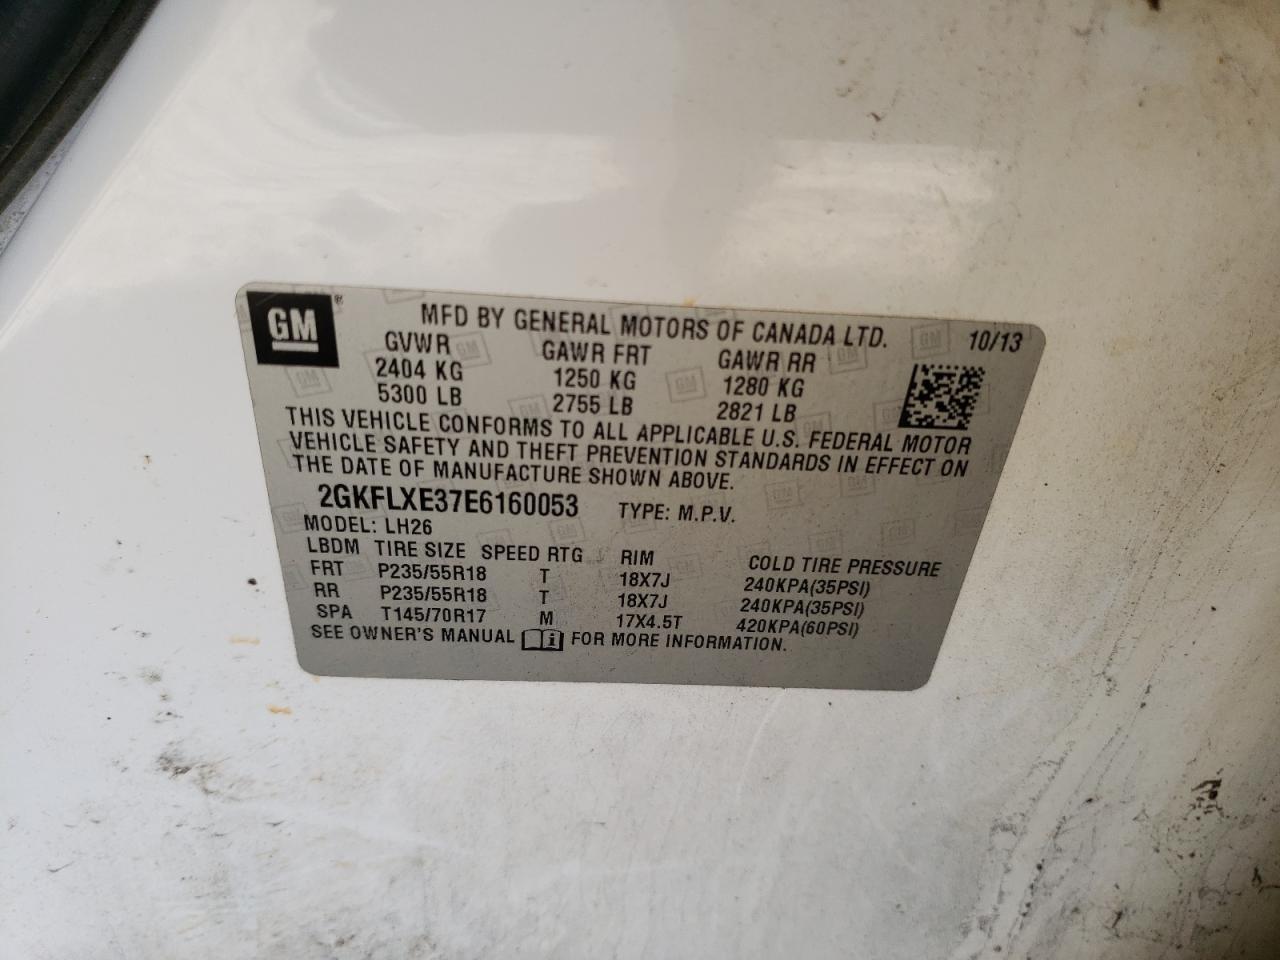 GM ® MFD BY GENERAL MOTORS OF CANADA LTD. 10/13
GVWR GAWR FRT GAWR RR
2404 KG 1250 KG 1280 KG
5300 LB 2755 LB 2821 LB
THIS VEHICLE CONFORMS TO ALL APPLICABLE U.S. FEDERAL MOTOR
VEHICLE SAFETY AND THEFT PREVENTION STANDARDS IN EFFECT ON
THE DATE OF MANUFACTURE SHOWN ABOVE.
2GKFLXE37E6160053 TYPE: M.P.V.
MODEL: LH26
LBDM TIRE SIZE SPEED RTG RIM COLD TIRE PRESSURE
FRT P235/55R18 T 18X7J 240KPA(35PSI)
RR P235/55R18 T 18X7J 240KPA(35PSI)
SPA T145/70R17 M 17X4.5T 420KPA(60PSI)
SEE OWNER'S MANUAL i FOR MORE INFORMATION.